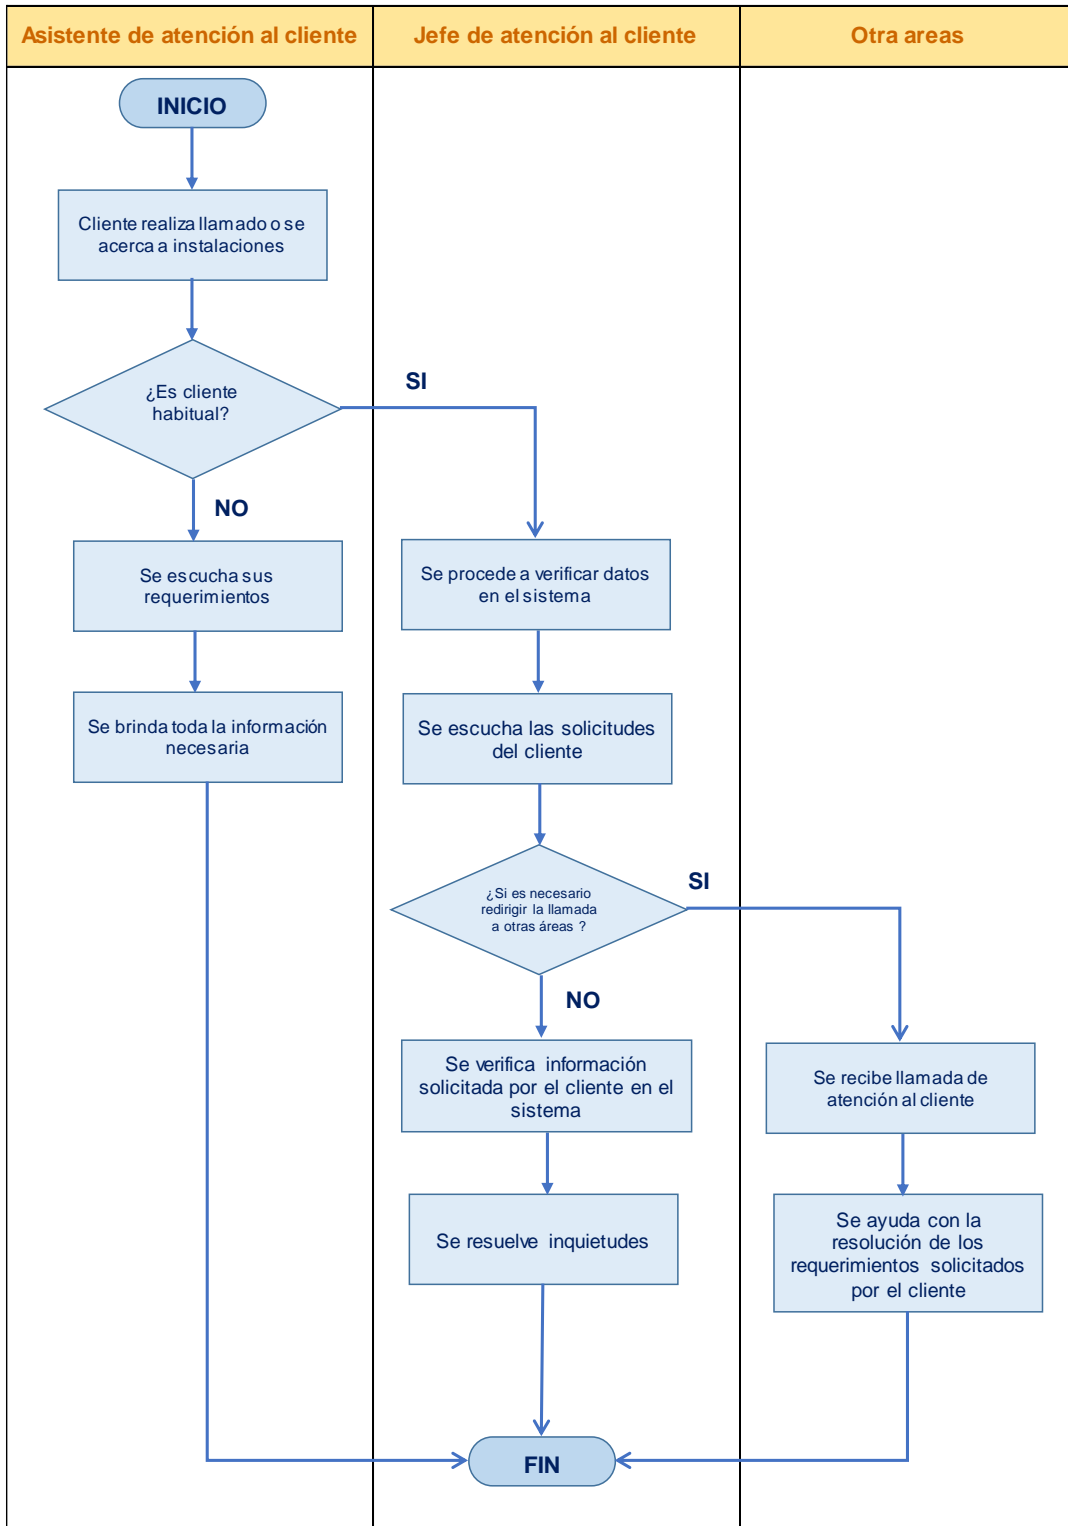 Asistente de atención al cliente
Jefe de atención al cliente
Otra areas
INICIO
Cliente realiza llamado o se
acerca a instalaciones
¿Es cliente
habitual?
SI
NO
Se escucha sus
requerimientos
Se procede a verificar datos
en el sistema
Se brinda toda la información
necesaria
Se escucha las solicitudes
del cliente
¿Si es necesario
redirigir la llamada
a otras áreas ?
SI
NO
Se verifica información
solicitada por el cliente en el
sistema
Se recibe llamada de
atención al cliente
Se resuelve inquietudes
Se ayuda con la
resolución de los
requerimientos solicitados
por el cliente
FIN